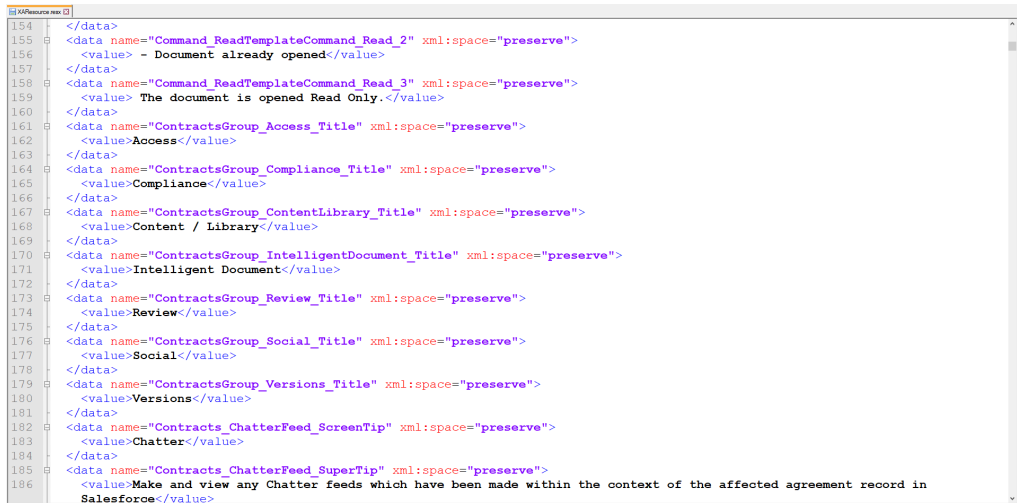 XAResource.resx
154 </data>
155 <data name="Command_ReadTemplateCommand_Read_2" xml:space="preserve">
156 <value> - Document already opened</value>
157 </data>
158 <data name="Command_ReadTemplateCommand_Read_3" xml:space="preserve">
159 <value> The document is opened Read Only.</value>
160 </data>
161 <data name="ContractsGroup_Access_Title" xml:space="preserve">
162 <value>Access</value>
163 </data>
164 <data name="ContractsGroup_Compliance_Title" xml:space="preserve">
165 <value>Compliance</value>
166 </data>
167 <data name="ContractsGroup_ContentLibrary_Title" xml:space="preserve">
168 <value>Content / Library</value>
169 </data>
170 <data name="ContractsGroup_IntelligentDocument_Title" xml:space="preserve">
171 <value>Intelligent Document</value>
172 </data>
173 <data name="ContractsGroup_Review_Title" xml:space="preserve">
174 <value>Review</value>
175 </data>
176 <data name="ContractsGroup_Social_Title" xml:space="preserve">
177 <value>Social</value>
178 </data>
179 <data name="ContractsGroup_Versions_Title" xml:space="preserve">
180 <value>Versions</value>
181 </data>
182 <data name="Contracts_ChatterFeed_ScreenTip" xml:space="preserve">
183 <value>Chatter</value>
184 </data>
185 <data name="Contracts_ChatterFeed_SuperTip" xml:space="preserve">
186 <value>Make and view any Chatter feeds which have been made within the context of the affected agreement record in
Salesforce</value>